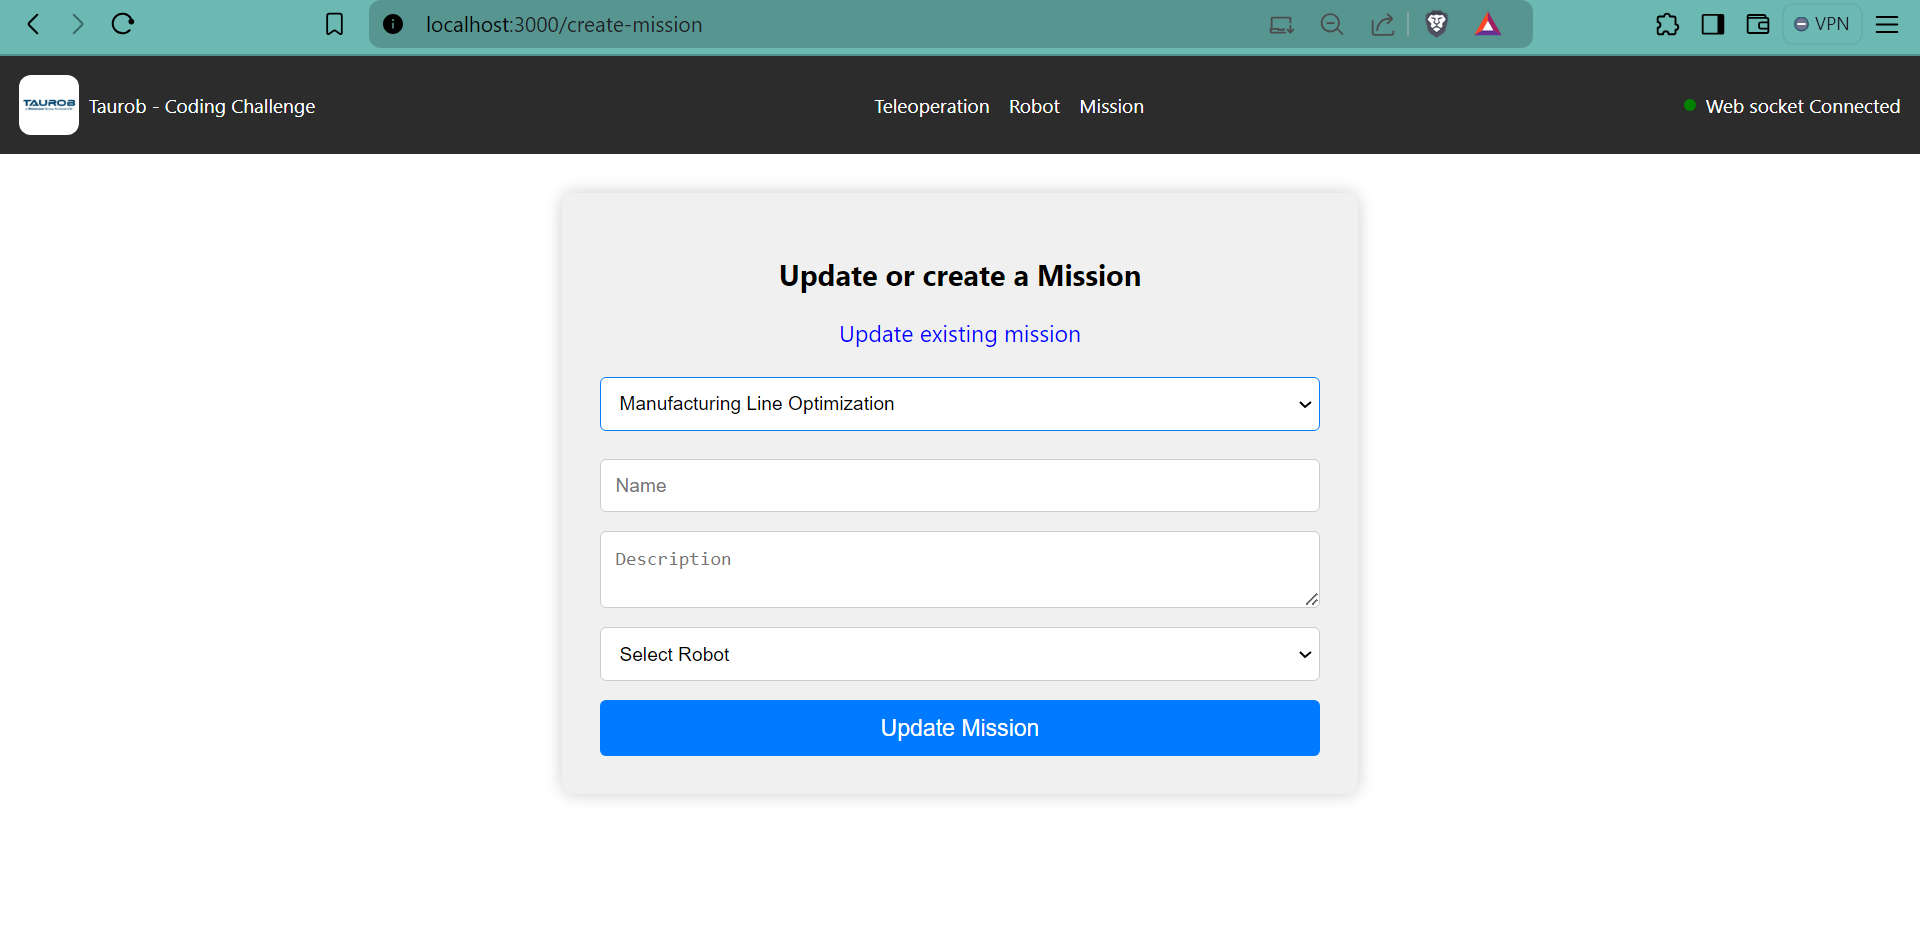 localhost:3000/create-mission
VPN
TAUROB
Taurob - Coding Challenge
Teleoperation
Robot
Mission
Web socket Connected
Update or create a Mission
Update existing mission
Manufacturing Line Optimization
Name
Description
Select Robot
Update Mission